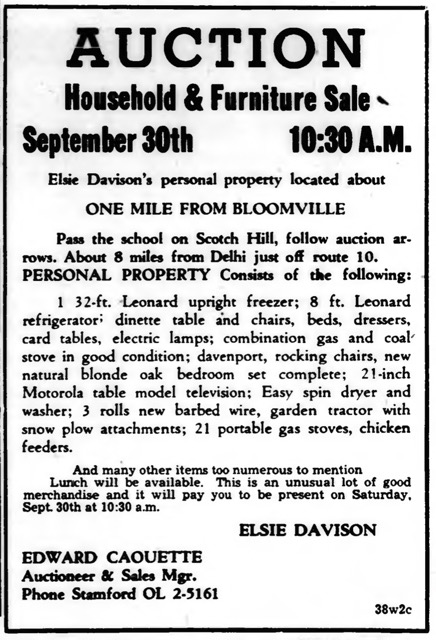 AUCTION
Household & Furniture Sale
September 30th 10:30 A.M.
Elsie Davison's personal property located about
ONE MILE FROM BLOOMVILLE
Pass the school on Scotch Hill, follow auction ar-
rows. About 8 miles from Delhi just off route 10.
PERSONAL PROPERTY Consists of the following:
1 32-ft. Leonard upright freezer; 8 ft. Leonard
refrigerator; dinette table and chairs, beds, dressers,
card tables, electric lamps; combination gas and coal
stove in good condition; davenport, rocking chairs, new
natural blonde oak bedroom set complete; 21-inch
Motorola table model television; Easy spin dryer and
washer; 3 rolls new barbed wire, garden tractor with
snow plow attachments; 21 portable gas stoves, chicken
feeders.
And many other items too numerous to mention
Lunch will be available. This is an unusual lot of good
merchandise and it will pay you to be present on Saturday,
Sept. 30th at 10:30 a.m.
ELSIE DAVISON
EDWARD CAOUETTE
Auctioneer & Sales Mgr.
Phone Stamford OL 2-5161
38w2c